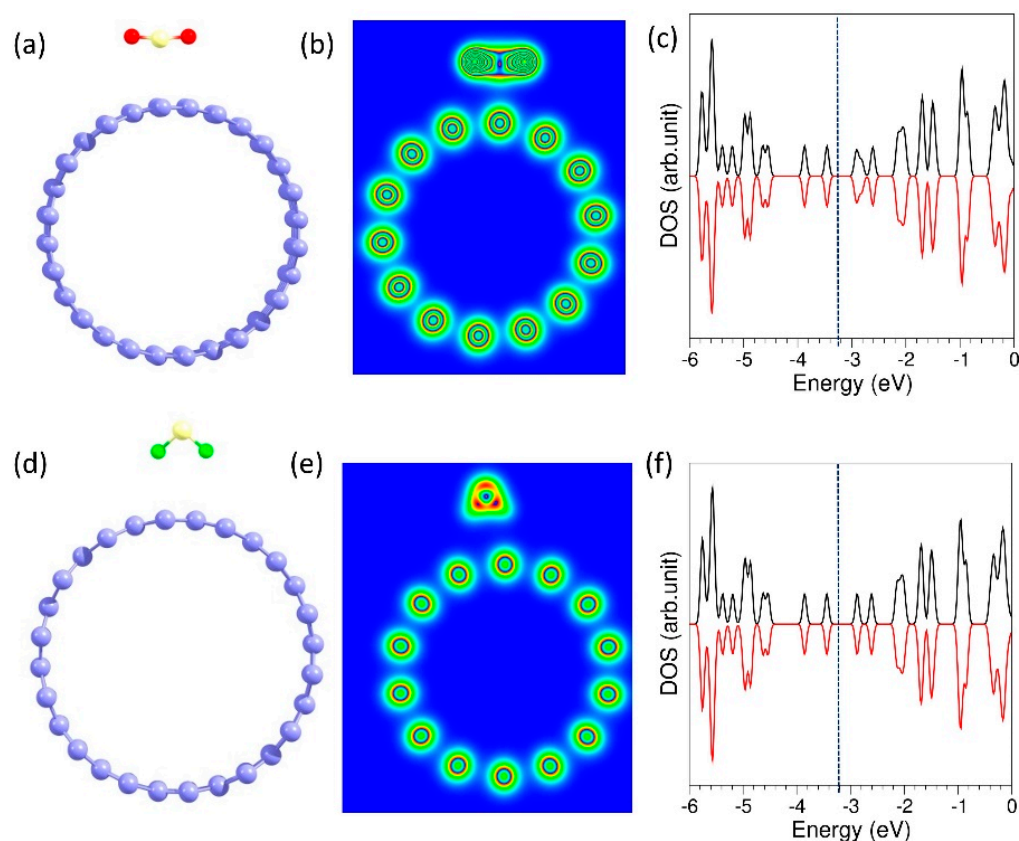 (a)
(b)
(c)
DOS (arb.unit)
-6 -5 -4 -3 -2 -1 0
Energy (eV)
(d)
(e)
(f)
DOS (arb.unit)
-6 -5 -4 -3 -2 -1 0
Energy (eV)